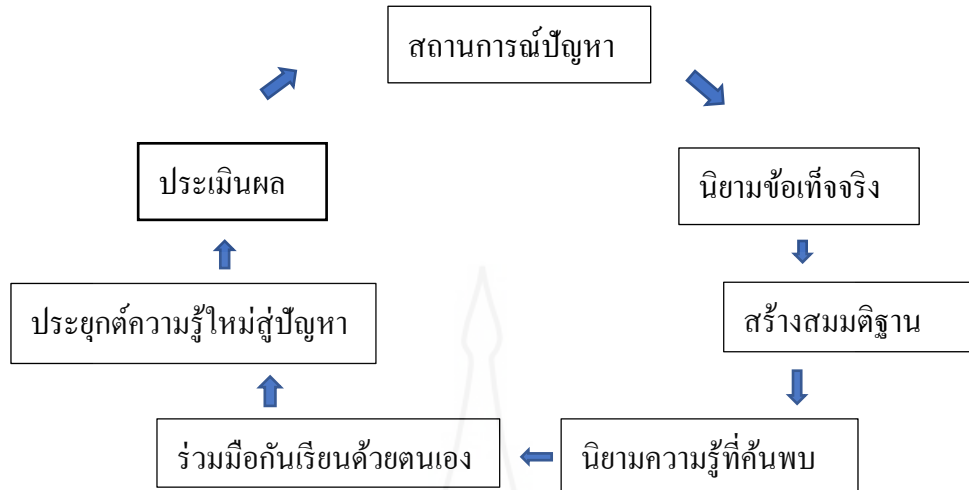 สถานการณ์ปัญหา
นิยามข้อเท็จจริง
สร้างสมมติฐาน
นิยามความรู้ที่ค้นพบ
ร่วมมือกันเรียนด้วยตนเอง
ประยุกต์ความรู้ใหม่สู่ปัญหา
ประเมินผล